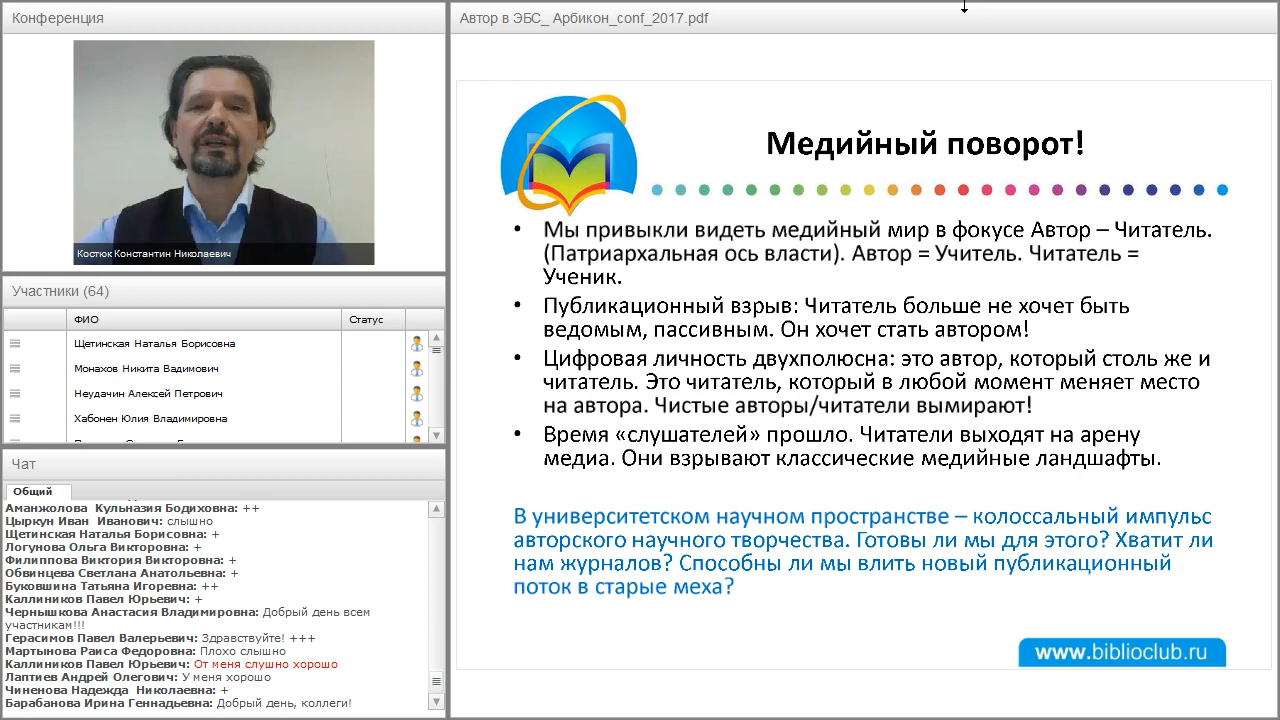 Конференция
Костюк Константин Николаевич
Участники (64)
ФИО
Статус
Щетинская Наталья Борисовна
Монахов Никита Вадимович
Неудачин Алексей Петрович
Хабонен Юлия Владимировна
Чат
Общий
Аманжолова Кульназия Бодиховна: ++
Цыркун Иван Иванович: слышно
Щетинская Наталья Борисовна: +
Логунова Ольга Викторовна: +
Филиппова Виктория Викторовна: +
Обвинцева Светлана Анатольевна: +
Буковшина Татьяна Игоревна: ++
Каллиников Павел Юрьевич: +
Чернышкова Анастасия Владимировна: Добрый день всем
участникам!!!
Герасимов Павел Валерьевич: Здравствуйте! +++
Мартынова Раиса Федоровна: Плохо слышно
Каллиников Павел Юрьевич: От меня слушно хорошо
Лаптиев Андрей Олегович: У меня хорошо
Чиненова Надежда Николаевна: +
Барабанова Ирина Геннадьевна: Добрый день, коллеги!
Автор в ЭБС_ Арбикон_conf_2017.pdf
Медийный поворот!
• Мы привыкли видеть медийный мир в фокусе Автор – Читатель.
(Патриархальная ось власти). Автор = Учитель. Читатель =
Ученик.
• Публикационный взрыв: Читатель больше не хочет быть
ведомым, пассивным. Он хочет стать автором!
• Цифровая личность двухполюсна: это автор, который столь же и
читатель. Это читатель, который в любой момент меняет место
на автора. Чистые авторы/читатели вымирают!
• Время «слушателей» прошло. Читатели выходят на арену
медиа. Они взрывают классические медийные ландшафты.
В университетском научном пространстве – колоссальный импульс
авторского научного творчества. Готовы ли мы для этого? Хватит ли
нам журналов? Способны ли мы влить новый публикационный
поток в старые меха?
www.biblioclub.ru